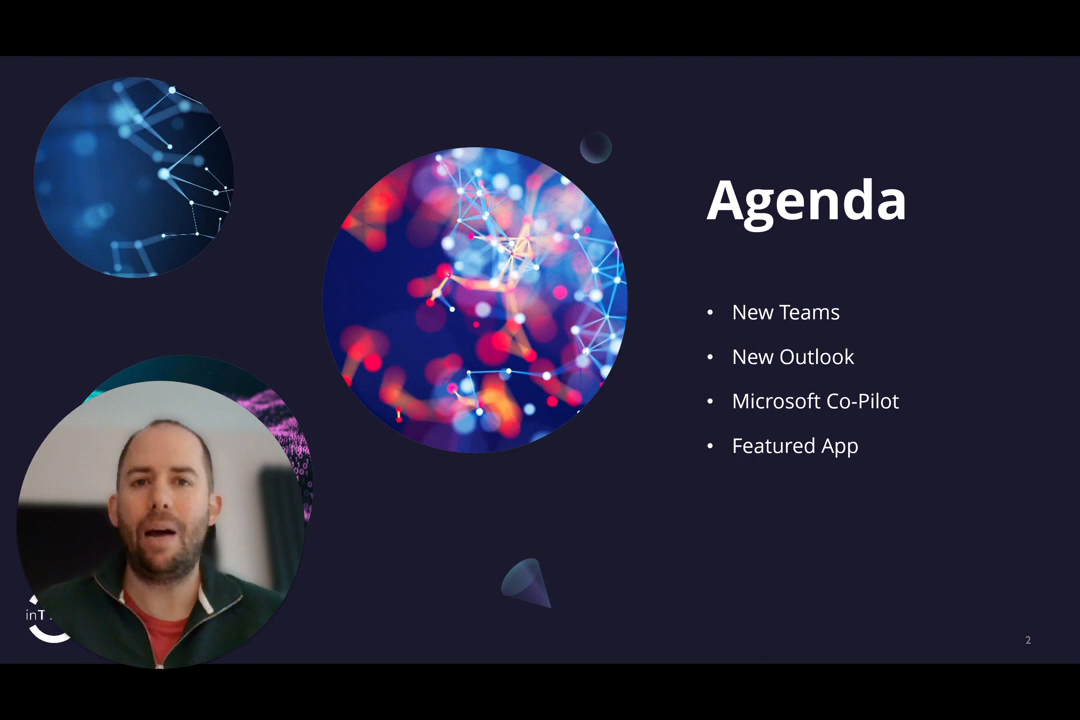 Agenda
• New Teams
• New Outlook
• Microsoft Co-Pilot
• Featured App
2